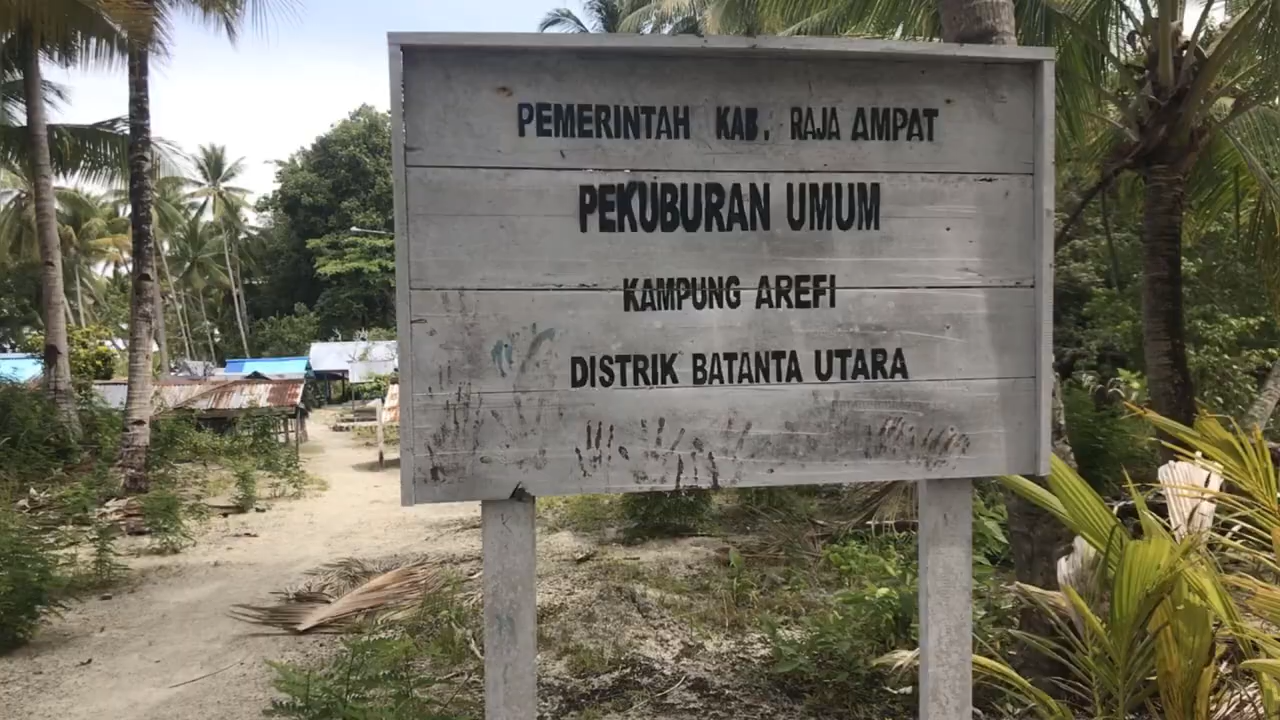 PEMERINTAH KAB. RAJA AMPAT
PEKUBURAN UMUM
KAMPUNG AREFI
DISTRIK BATANTA UTARA